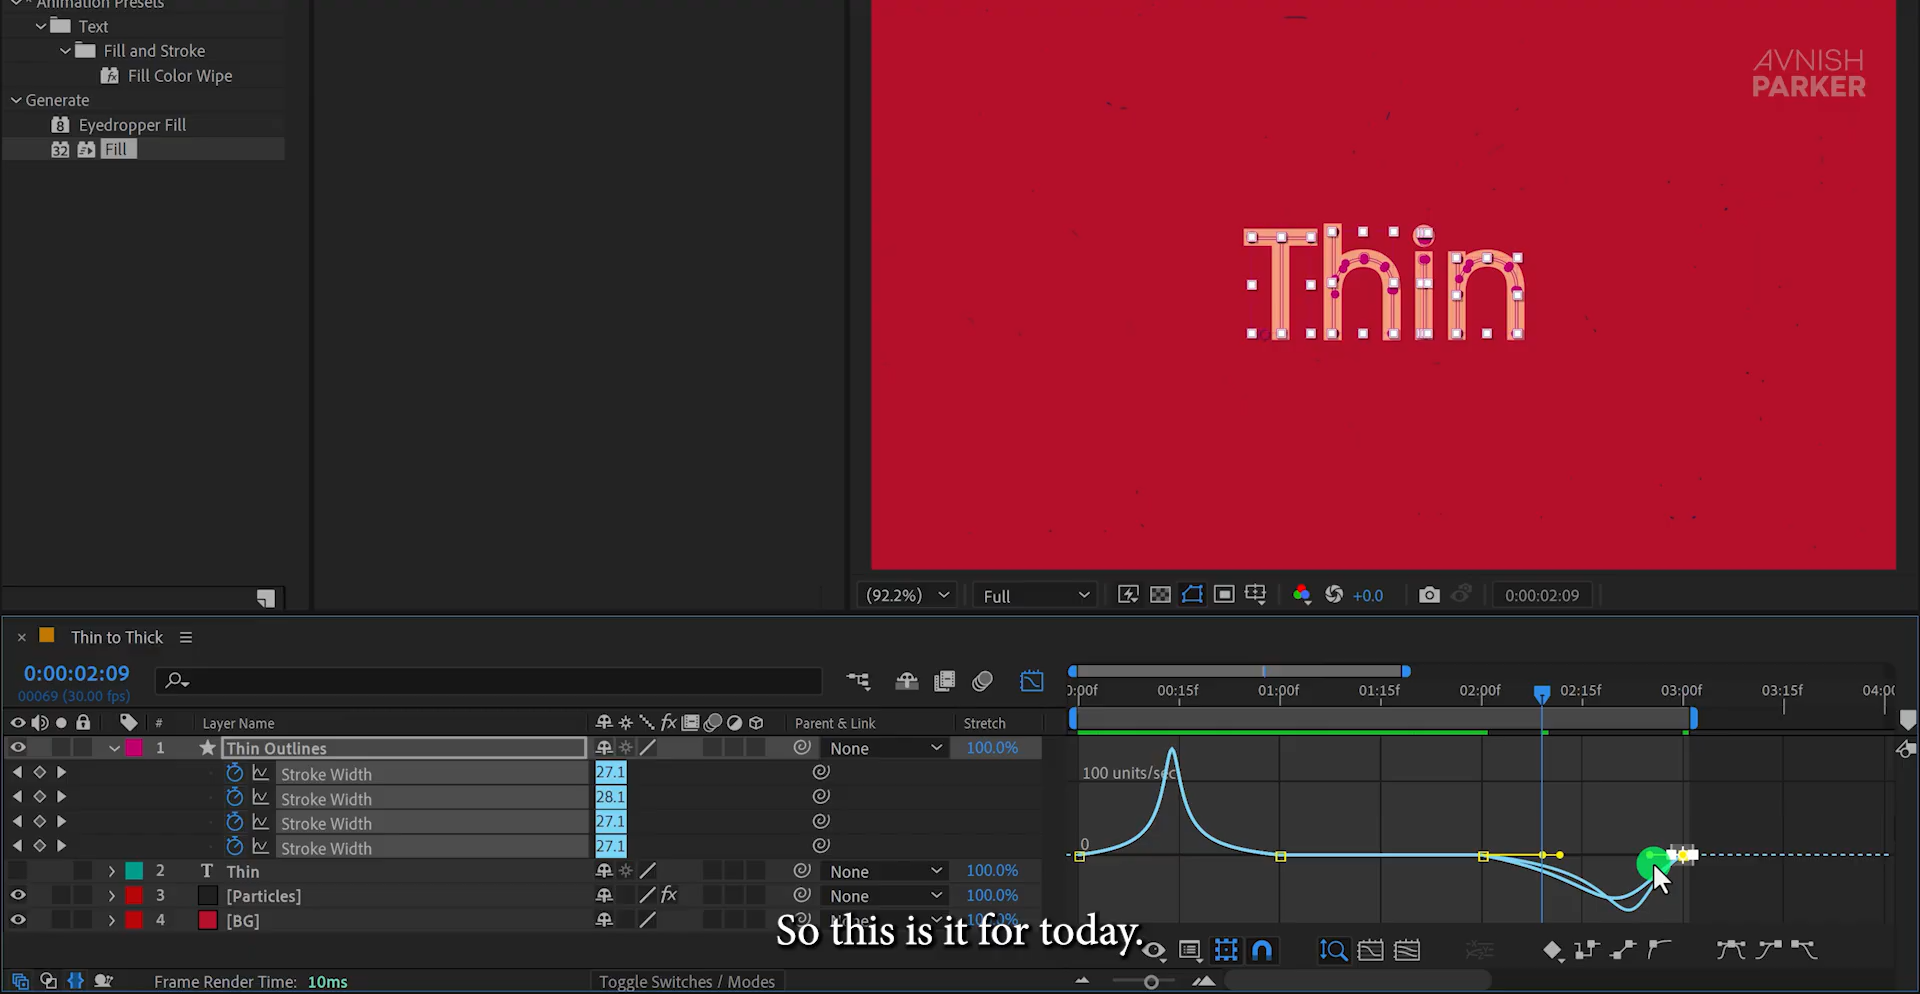 Animation Presets
Text
Fill and Stroke
Fill Color Wipe
Generate
8 Eyedropper Fill
32 Fill
AVNISH
PARKER
Thin
(92.2%) Full +0.0 0:00:02:09
× Thin to Thick
0:00:02:09
00069 (30.00 fps)
:00f 00:15f 01:00f 01:15f 02:00f 02:15f 03:00f 03:15f 04:00
# Layer Name fx Parent & Link Stretch
1 Thin Outlines None 100.0%
Stroke Width 27.1 100 units/sec
Stroke Width 28.1
Stroke Width 27.1
Stroke Width 27.1 0
2 T Thin None 100.0%
3 [Particles] fx None 100.0%
4 [BG] None 100.0%
So this is it for today.
Frame Render Time: 10ms Toggle Switches / Modes